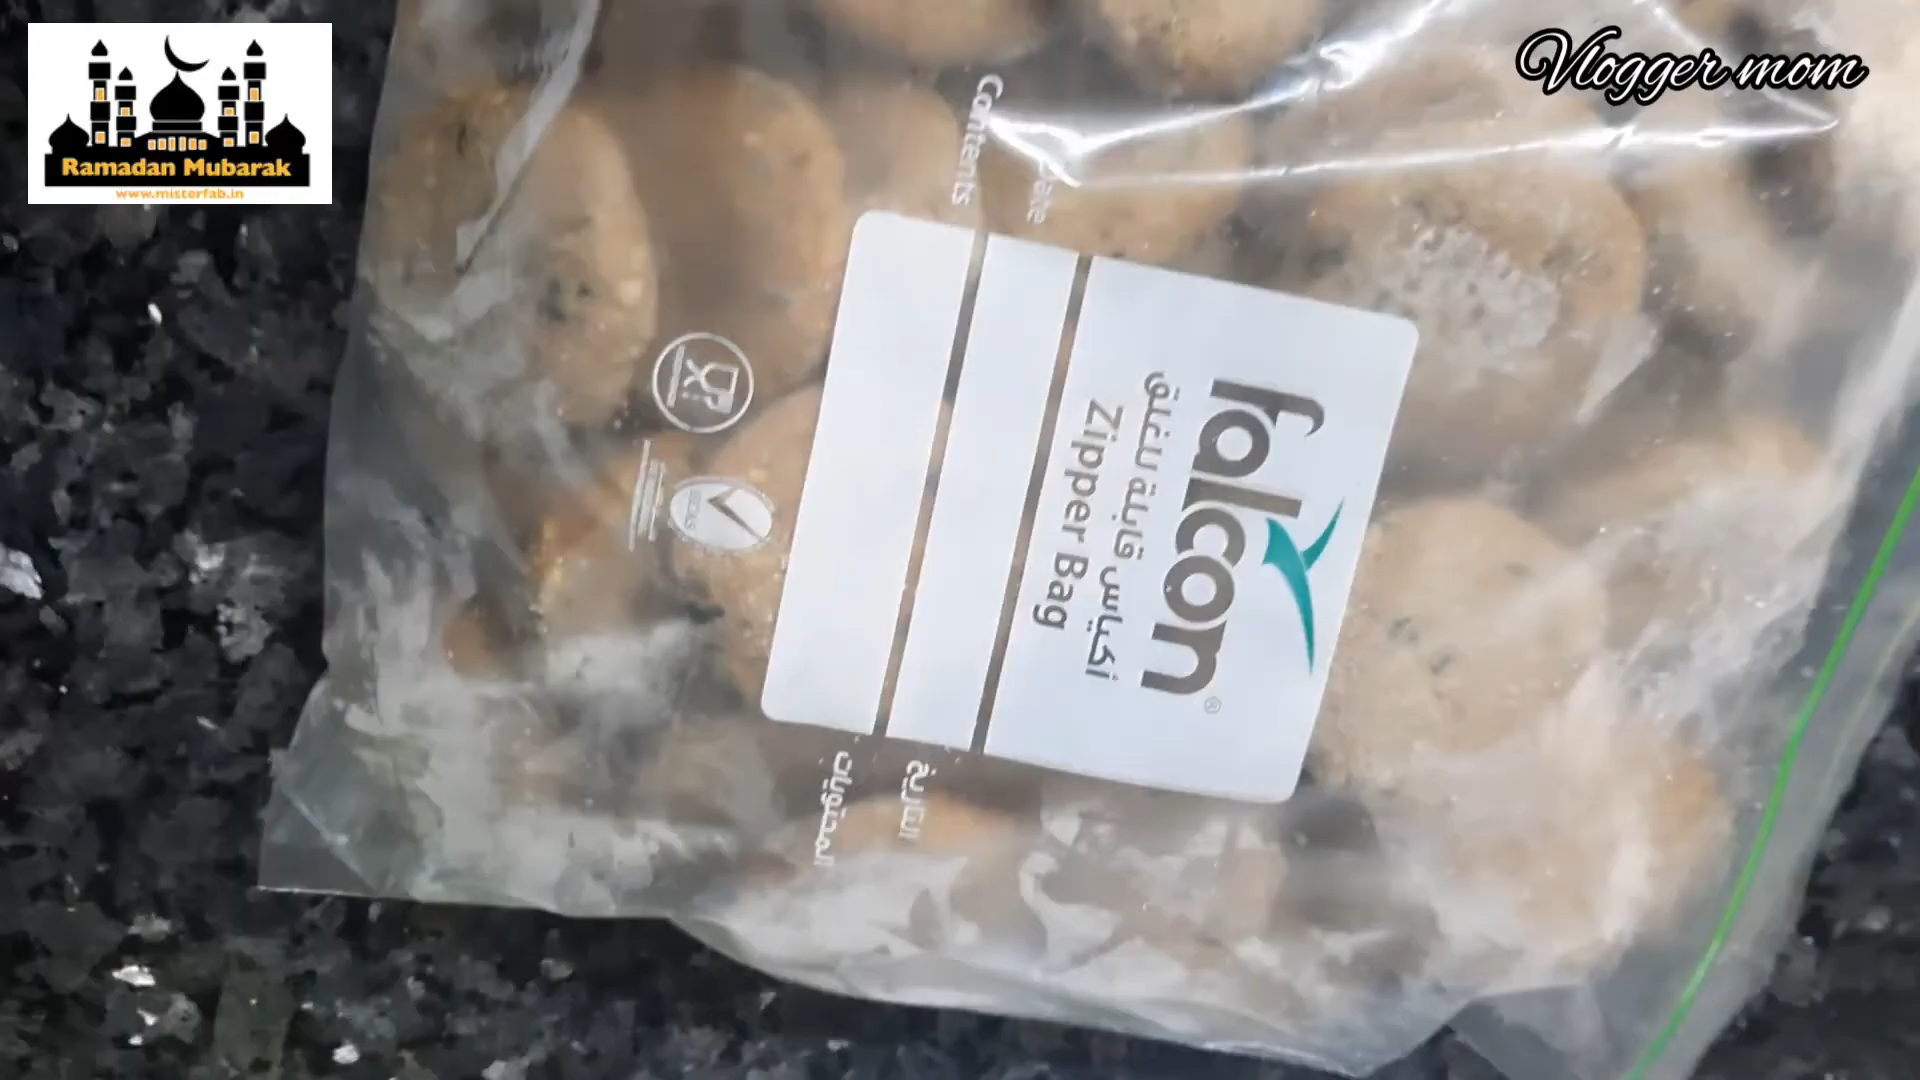 Ramadan Mubarak
www.misterfab.in
Vlogger mom
Contents
Date
falcon®
أكياس قابلة للغلق
Zipper Bag
التاريخ
المحتويات